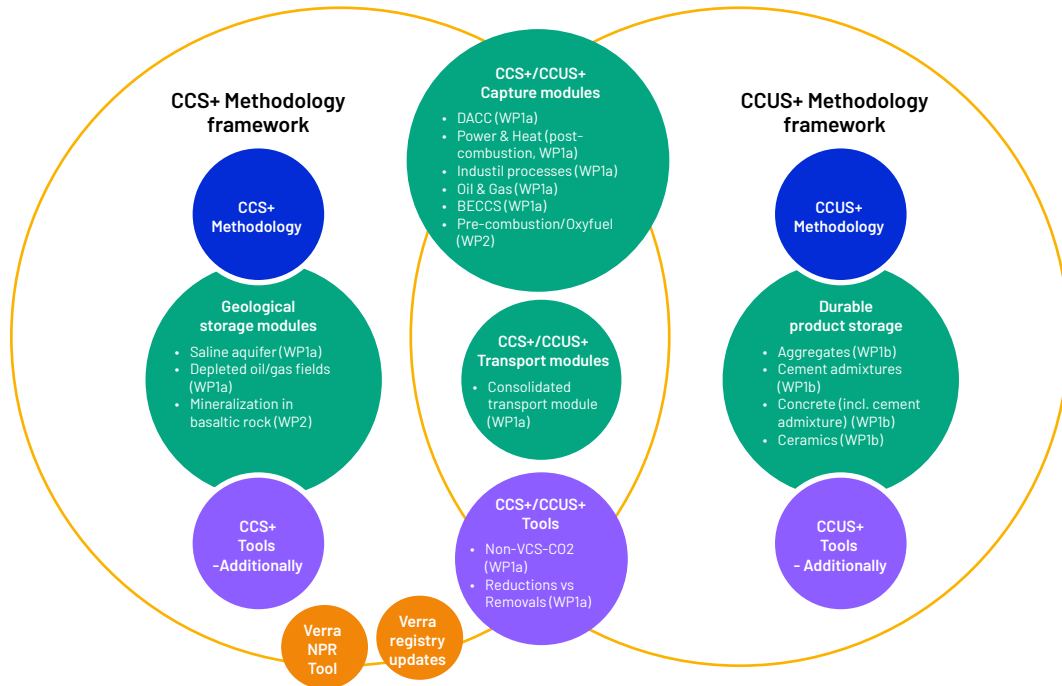 CCS+ Methodology
framework
CCS+
Methodology
Geological
storage modules
• Saline aquifer (WP1a)
• Depleted oil/gas fields
(WP1a)
• Mineralization in
basaltic rock (WP2)
CCS+
Tools
-Additionally
CCS+/CCUS+
Capture modules
• DACC (WP1a)
• Power & Heat (post-
combustion, WP1a)
• Industil processes (WP1a)
• Oil & Gas (WP1a)
• BECCS (WP1a)
• Pre-combustion/Oxyfuel
(WP2)
CCS+/CCUS+
Transport modules
• Consolidated
transport module
(WP1a)
CCS+/CCUS+
Tools
• Non-VCS-CO2
(WP1a)
• Reductions vs
Removals (WP1a)
Verra
NPR
Tool
Verra
registry
updates
CCUS+ Methodology
framework
CCUS+
Methodology
Durable
product storage
• Aggregates (WP1b)
• Cement admixtures
(WP1b)
• Concrete (incl. cement
admixture) (WP1b)
• Ceramics (WP1b)
CCUS+
Tools
- Additionally